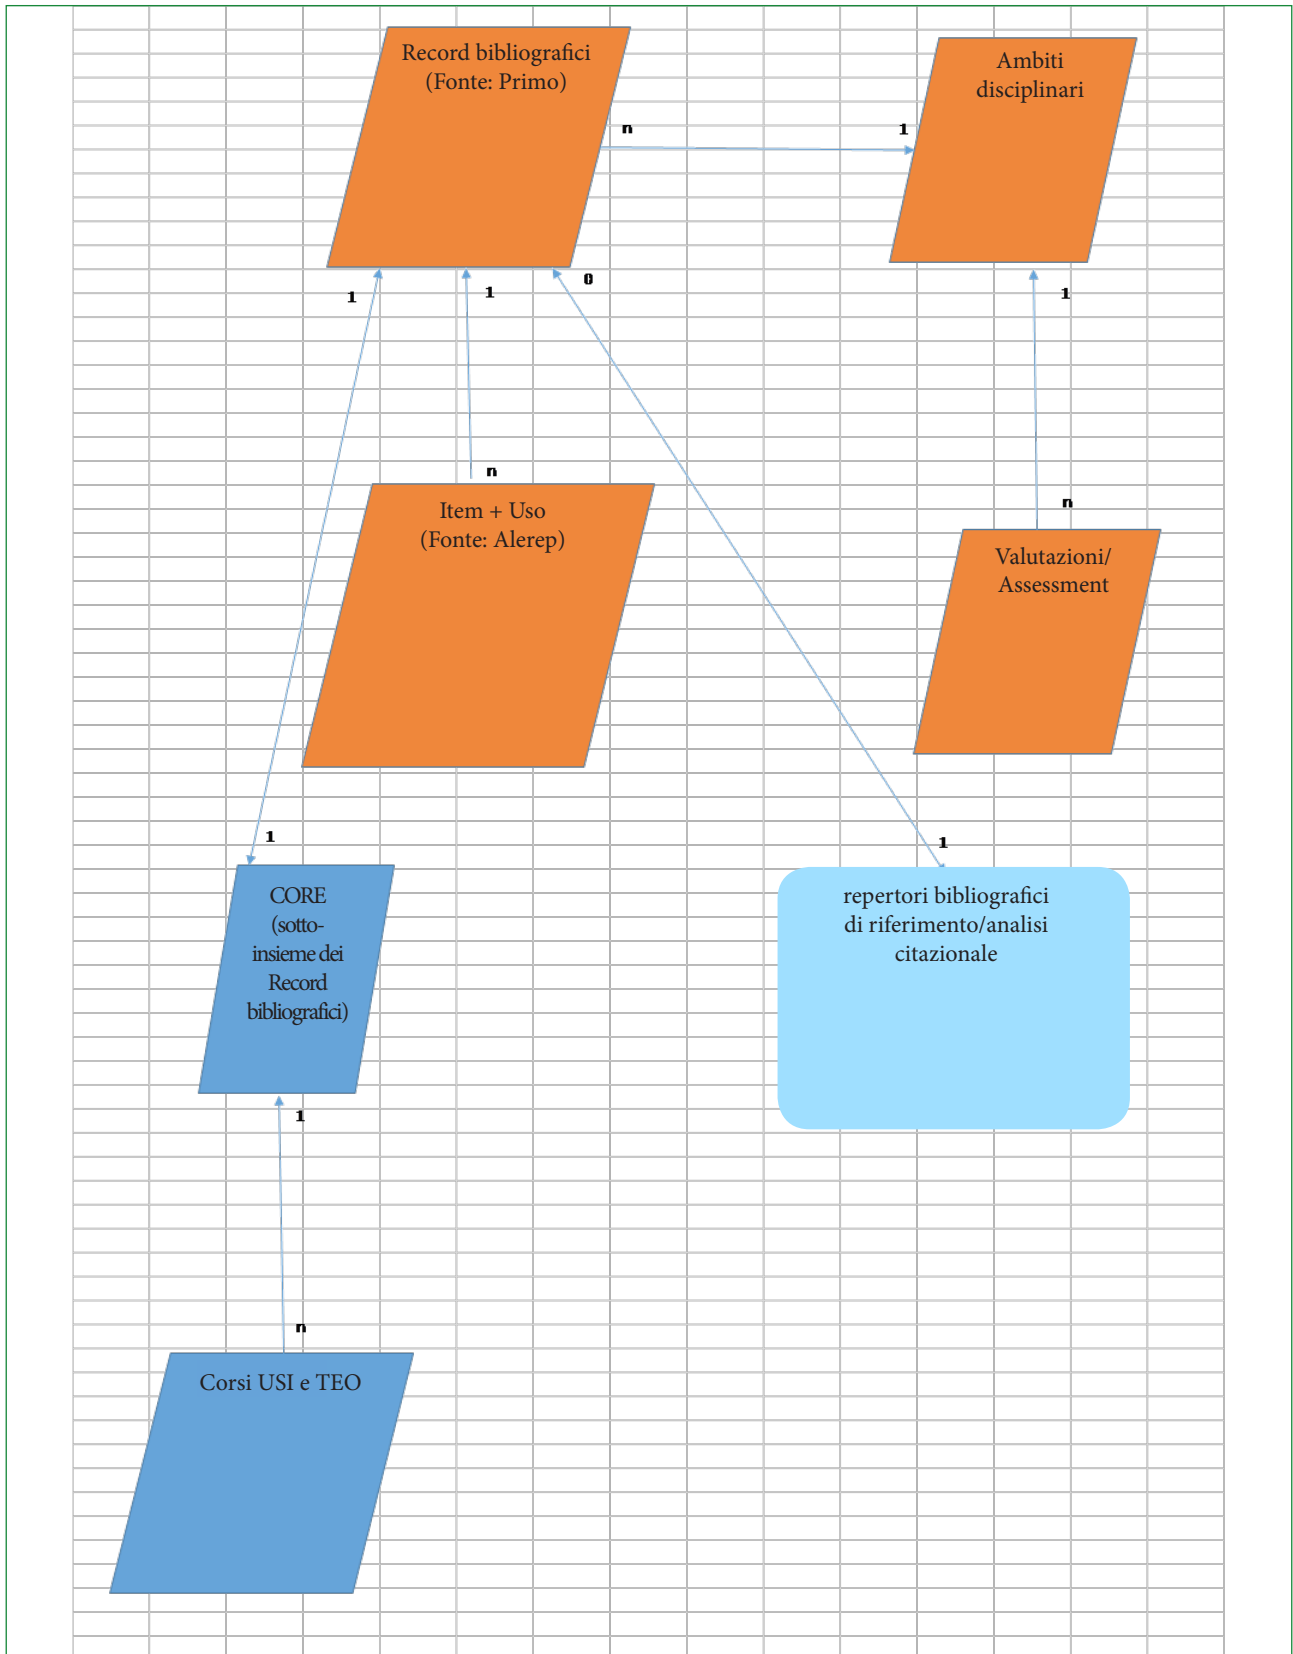 Record bibliografici
(Fonte: Primo)
Ambiti
disciplinari
n
1
1
1
0
1
n
n
Item + Uso
(Fonte: Alerep)
Valutazioni/
Assessment
1
1
CORE
(sotto-
insieme dei
Record
bibliografici)
repertori bibliografici
di riferimento/analisi
citazionale
1
n
Corsi USI e TEO